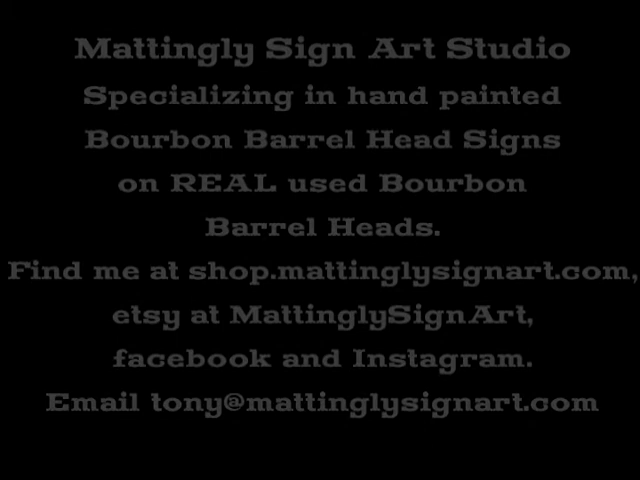 Mattingly Sign Art Studio
Specializing in hand painted
Bourbon Barrel Head Signs
on REAL used Bourbon
Barrel Heads.
Find me at shop.mattinglysignart.com,
etsy at MattinglySignArt,
facebook and Instagram.
Email tony@mattinglysignart.com